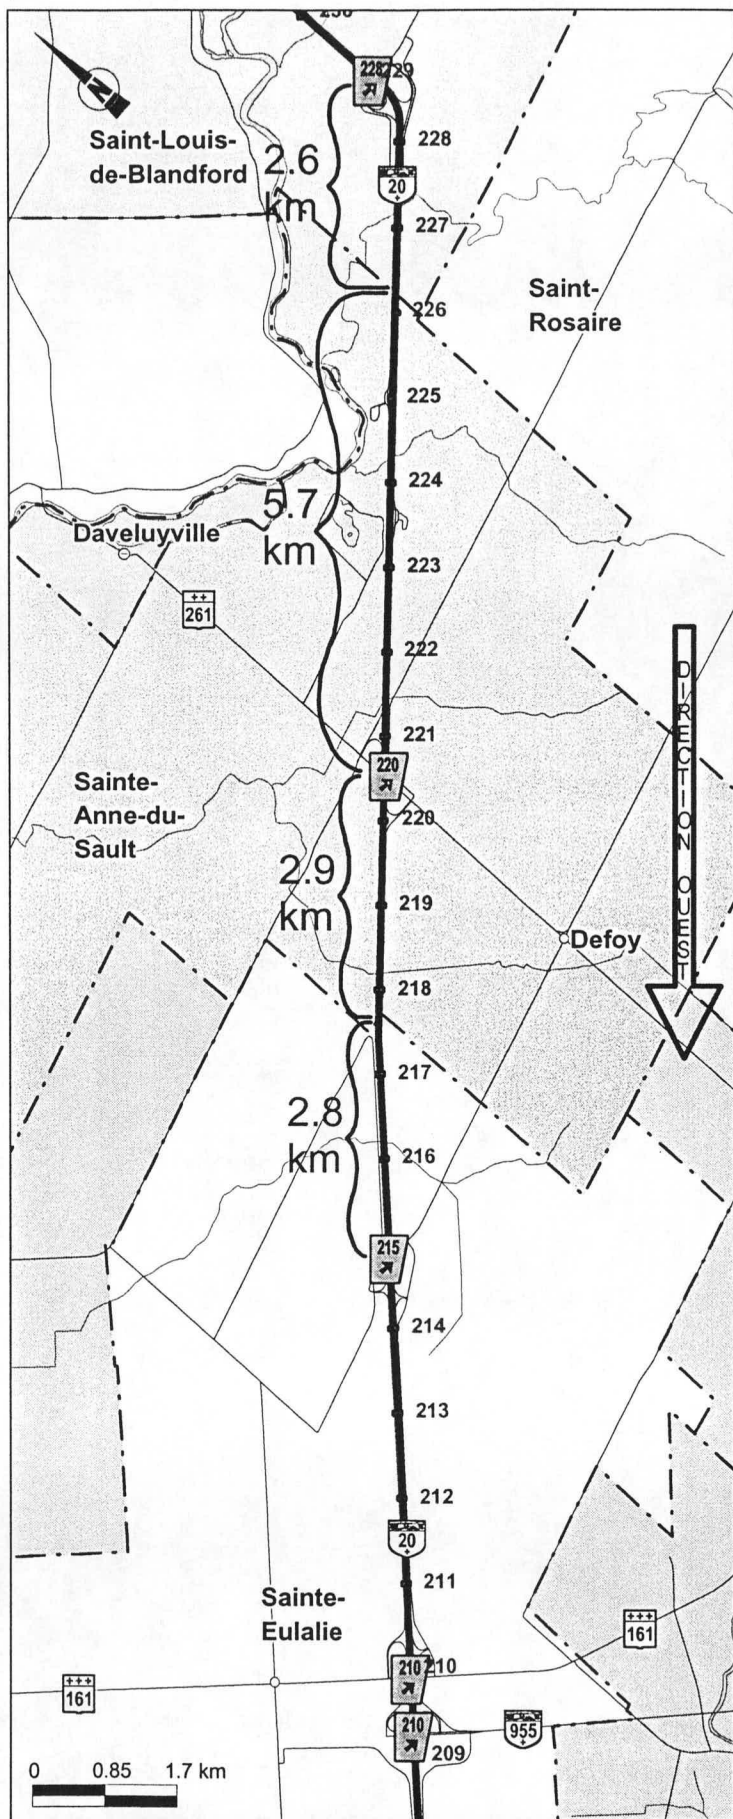 230
228 229
N
Saint-Louis-
de-Blandford
228
2.6
km
20
227
Saint-
Rosaire
226
225
224
5.7
km
Daveluyville
223
261
222
DIRECTION OUEST
221
220
Sainte-
Anne-du-
Sault
220
2.9
km
219
Defoy
218
217
2.8
km
216
215
214
213
212
20
211
Sainte-
Eulalie
161
210 210
161
210
955
209
0 0.85 1.7 km